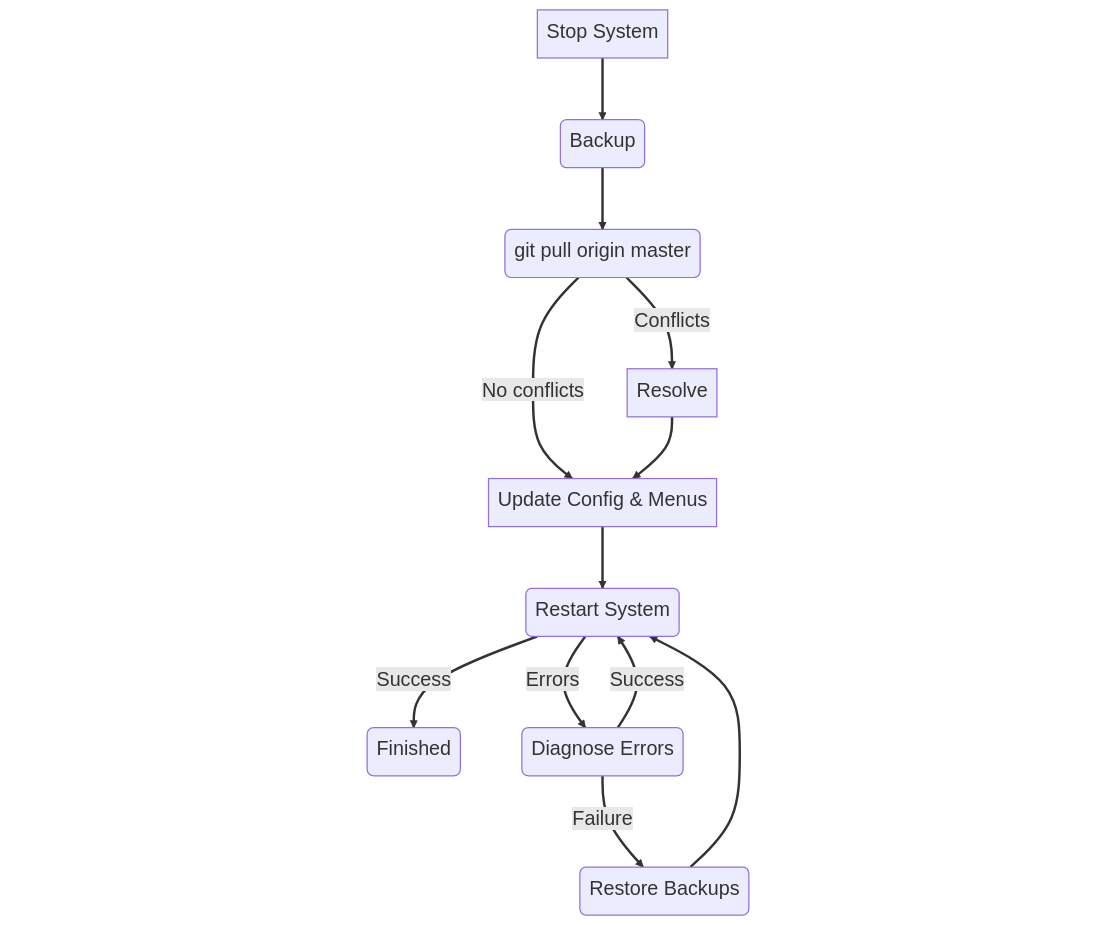 Stop System
Backup
git pull origin master
Conflicts
No conflicts
Resolve
Update Config & Menus
Restart System
Success
Errors
Success
Finished
Diagnose Errors
Failure
Restore Backups